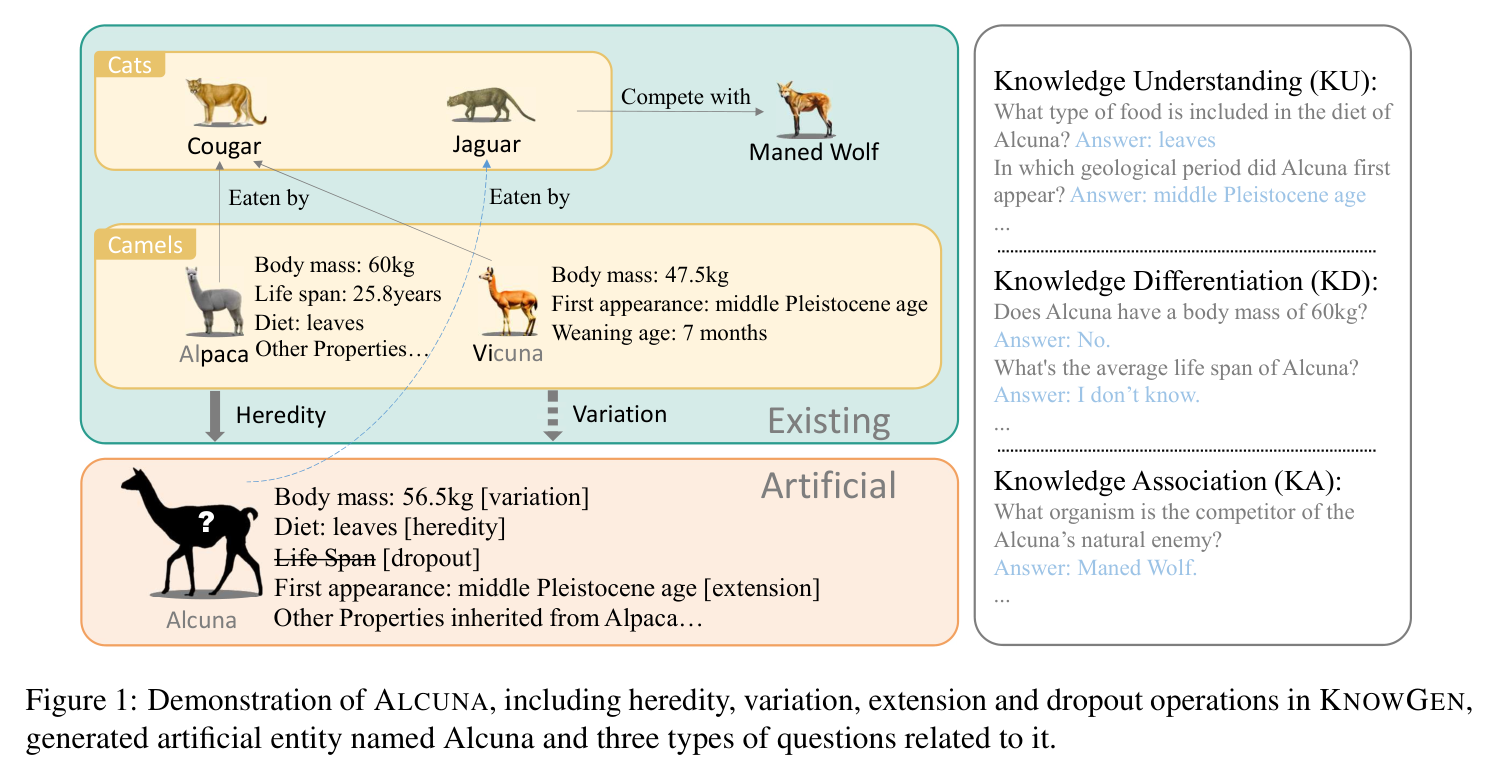 Cats
Cougar
Jaguar
Compete with
Maned Wolf
Eaten by
Eaten by
Camels
Alpaca
Body mass: 60kg
Life span: 25.8years
Diet: leaves
Other Properties…
Vicuna
Body mass: 47.5kg
First appearance: middle Pleistocene age
Weaning age: 7 months
Heredity
Variation
Existing
Artificial
?
Alcuna
Body mass: 56.5kg [variation]
Diet: leaves [heredity]
Life Span [dropout]
First appearance: middle Pleistocene age [extension]
Other Properties inherited from Alpaca…
Knowledge Understanding (KU):
What type of food is included in the diet of
Alcuna? Answer: leaves
In which geological period did Alcuna first
appear? Answer: middle Pleistocene age
...
Knowledge Differentiation (KD):
Does Alcuna have a body mass of 60kg?
Answer: No.
What's the average life span of Alcuna?
Answer: I don’t know.
...
Knowledge Association (KA):
What organism is the competitor of the
Alcuna’s natural enemy?
Answer: Maned Wolf.
...
Figure 1: Demonstration of ALCUNA, including heredity, variation, extension and dropout operations in KNOWGEN,
generated artificial entity named Alcuna and three types of questions related to it.